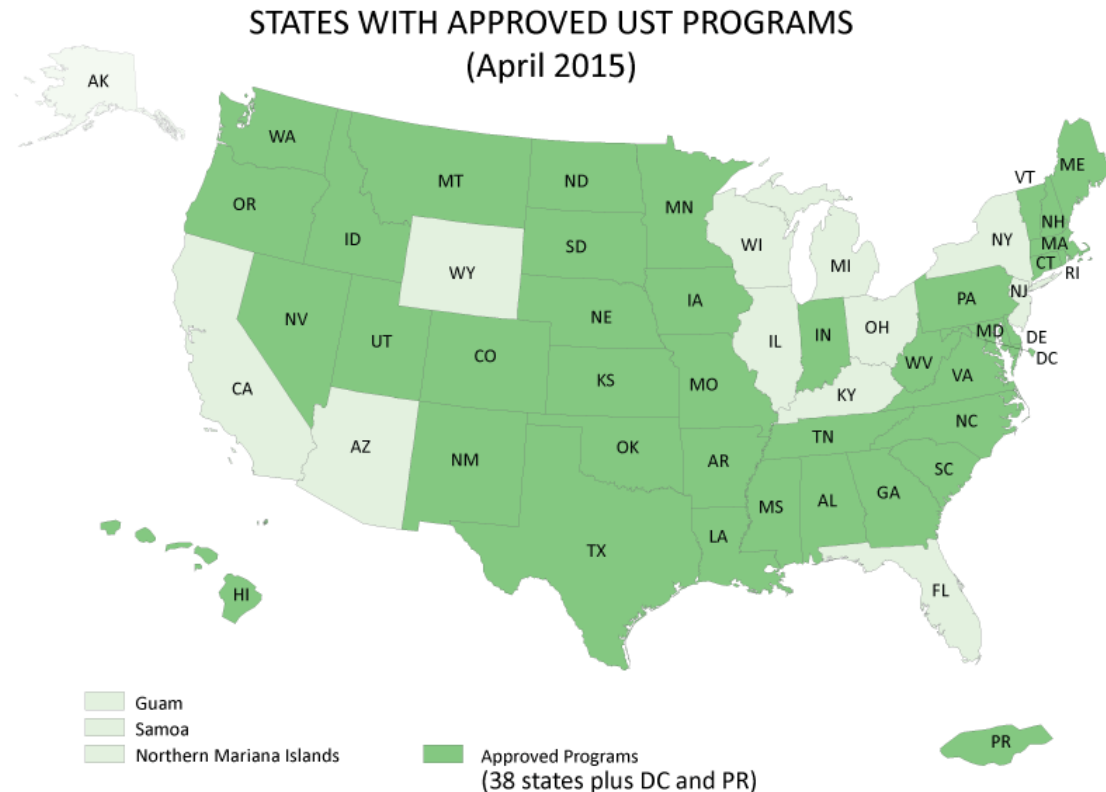 STATES WITH APPROVED UST PROGRAMS
(April 2015)
AK
WA
MT
ND
MN
OR
ID
SD
WY
WI
MI
NY
VT
ME
NH
MA
CT
RI
NV
UT
CO
NE
IA
IL
IN
OH
PA
NJ
MD
DE
DC
CA
AZ
NM
KS
MO
KY
WV
VA
OK
AR
TN
NC
SC
TX
LA
MS
AL
GA
FL
HI
PR
Guam
Samoa
Northern Mariana Islands
Approved Programs
(38 states plus DC and PR)